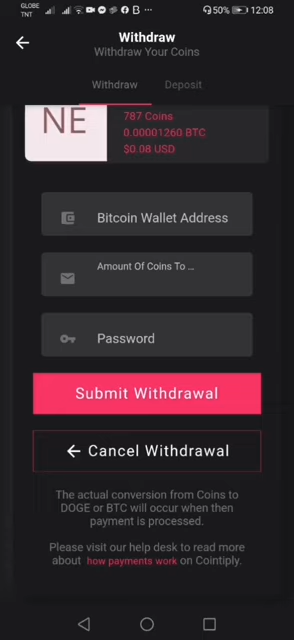 GLOBE
TNT
50%
12:08
Withdraw
Withdraw Your Coins
Withdraw
Deposit
NE
787 Coins
0.00001260 BTC
$0.08 USD
Bitcoin Wallet Address
Amount Of Coins To ...
Password
Submit Withdrawal
Cancel Withdrawal
The actual conversion from Coins to
DOGE or BTC will occur when then
payment is processed.
Please visit our help desk to read more
about how payments work on Cointiply.